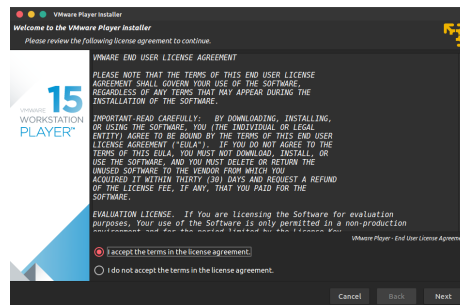 VMware Player Installer
Welcome to the VMware Player Installer
Please review the following license agreement to continue.
VMWARE END USER LICENSE AGREEMENT
PLEASE NOTE THAT THE TERMS OF THIS END USER LICENSE
AGREEMENT SHALL GOVERN YOUR USE OF THE SOFTWARE,
REGARDLESS OF ANY TERMS THAT MAY APPEAR DURING THE
INSTALLATION OF THE SOFTWARE.
IMPORTANT-READ CAREFULLY: BY DOWNLOADING, INSTALLING,
OR USING THE SOFTWARE, YOU (THE INDIVIDUAL OR LEGAL
ENTITY) AGREE TO BE BOUND BY THE TERMS OF THIS END USER
LICENSE AGREEMENT ("EULA"). IF YOU DO NOT AGREE TO THE
TERMS OF THIS EULA, YOU MUST NOT DOWNLOAD, INSTALL, OR
USE THE SOFTWARE, AND YOU MUST DELETE OR RETURN THE
UNUSED SOFTWARE TO THE VENDOR FROM WHICH YOU
ACQUIRED IT WITHIN THIRTY (30) DAYS AND REQUEST A REFUND
OF THE LICENSE FEE, IF ANY, THAT YOU PAID FOR THE
SOFTWARE.
EVALUATION LICENSE. If You are licensing the Software for evaluation
purposes, Your use of the Software is only permitted in a non-production
environment and for the period limited by the License Key.
VMWARE 15
WORKSTATION
PLAYER™
VMware Player - End User License Agreement
I accept the terms in the license agreement.
I do not accept the terms in the license agreement.
Cancel Back Next